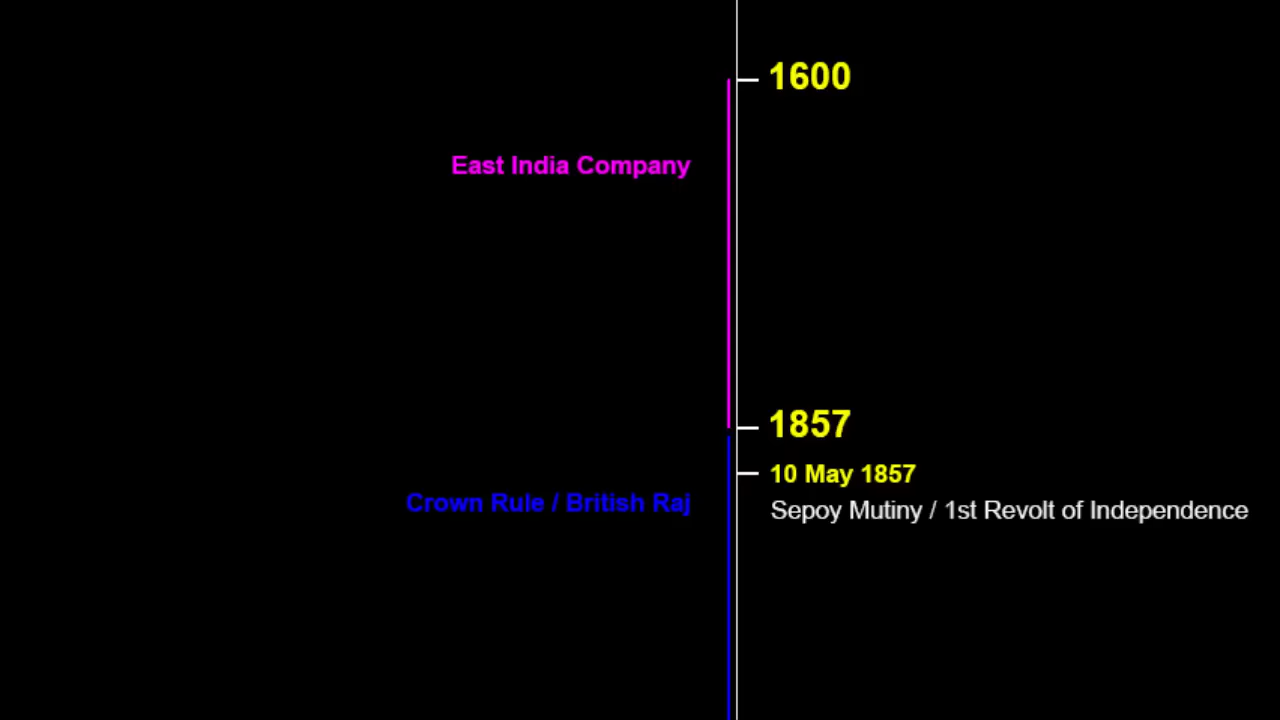 1600
East India Company
1857
10 May 1857
Crown Rule / British Raj
Sepoy Mutiny / 1st Revolt of Independence